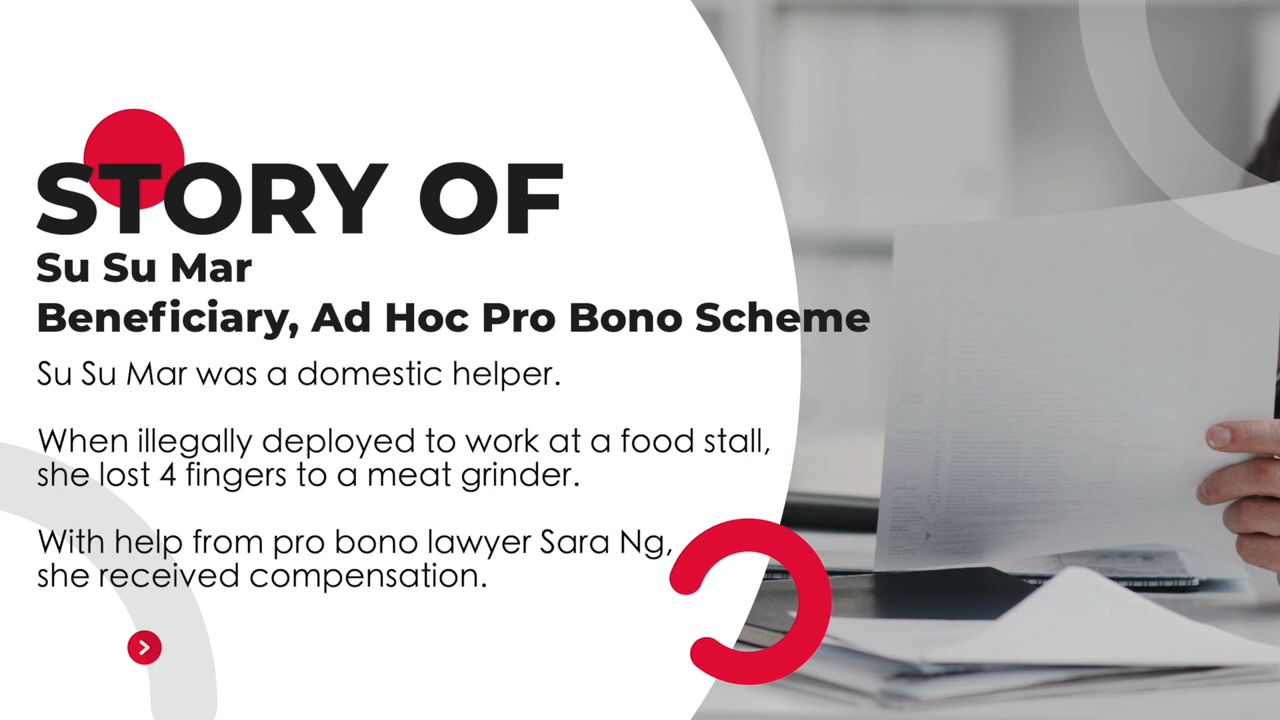 STORY OF
Su Su Mar
Beneficiary, Ad Hoc Pro Bono Scheme
Su Su Mar was a domestic helper.
When illegally deployed to work at a food stall,
she lost 4 fingers to a meat grinder.
With help from pro bono lawyer Sara Ng,
she received compensation.